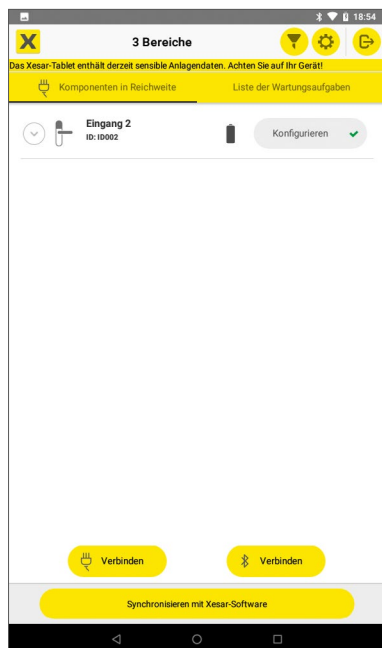 18:54
X
3 Bereiche
Das Xesar-Tablet enthält derzeit sensible Anlagendaten. Achten Sie auf Ihr Gerät!
Komponenten in Reichweite
Liste der Wartungsaufgaben
Eingang 2
ID: ID002
Konfigurieren
Verbinden
Verbinden
Synchronisieren mit Xesar-Software